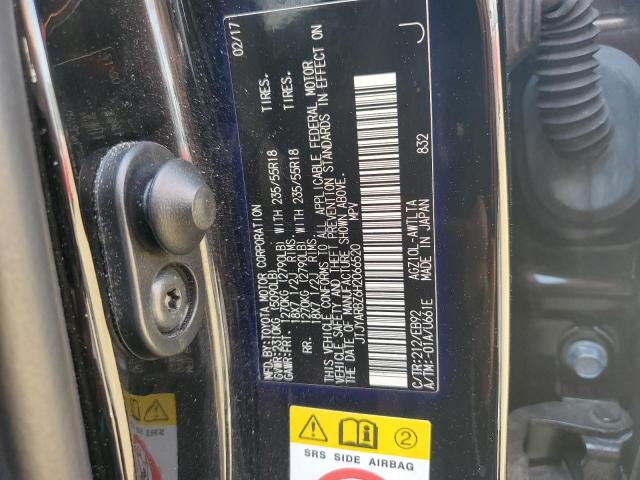 MFD.BY:TOYOTA MOTOR CORPORATION 02/17
GVWR:2310KG (5090LB)
GAWR:FRT. 1270KG (2790LB) WITH 235/55R18 TIRES,
18X7 1/2J RIMS.
RR. 1270KG (2790LB) WITH 235/55R18 TIRES,
18X7 1/2J RIMS.
THIS VEHICLE CONFORMS TO ALL APPLICABLE FEDERAL MOTOR
VEHICLE SAFETY AND THEFT PREVENTION STANDARDS IN EFFECT ON
THE DATE OF MANUFACTURE SHOWN ABOVE.
JTJYARBZ6H2066520 MPV
J
C/TR:212/EB92 AGZ10L-AWTLTA 832
A/TM:-01A/U661E MADE IN JAPAN
2
SRS SIDE AIRBAG